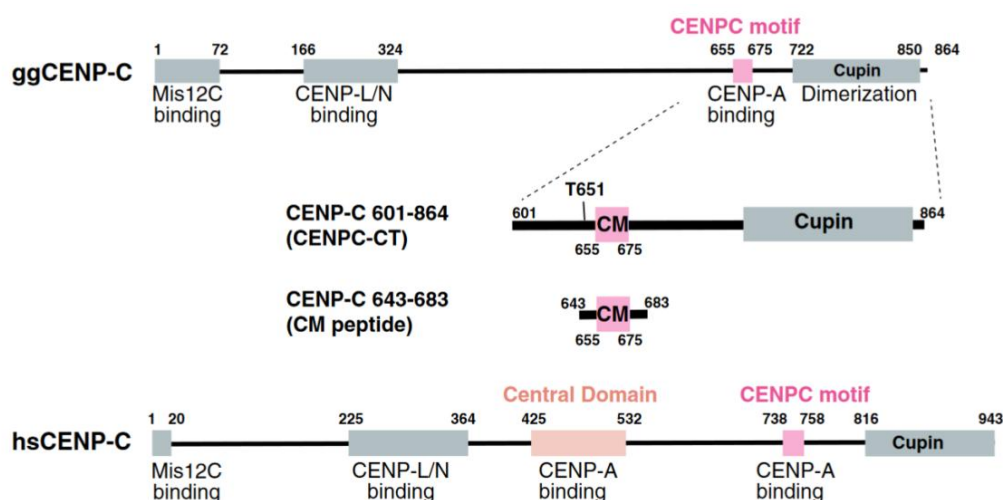 CENPC motif
1 72 166 324 655 675 722 850 864
ggCENP-C
Cupin
Mis12C binding
CENP-L/N binding
CENP-A binding
Dimerization
T651
CENP-C 601-864
(CENPC-CT)
601
CM
Cupin
864
655 675
CENP-C 643-683
(CM peptide)
643
CM
683
655 675
Central Domain
CENPC motif
1 20 225 364 425 532 738 758 816 943
hsCENP-C
Cupin
Mis12C binding
CENP-L/N binding
CENP-A binding
CENP-A binding